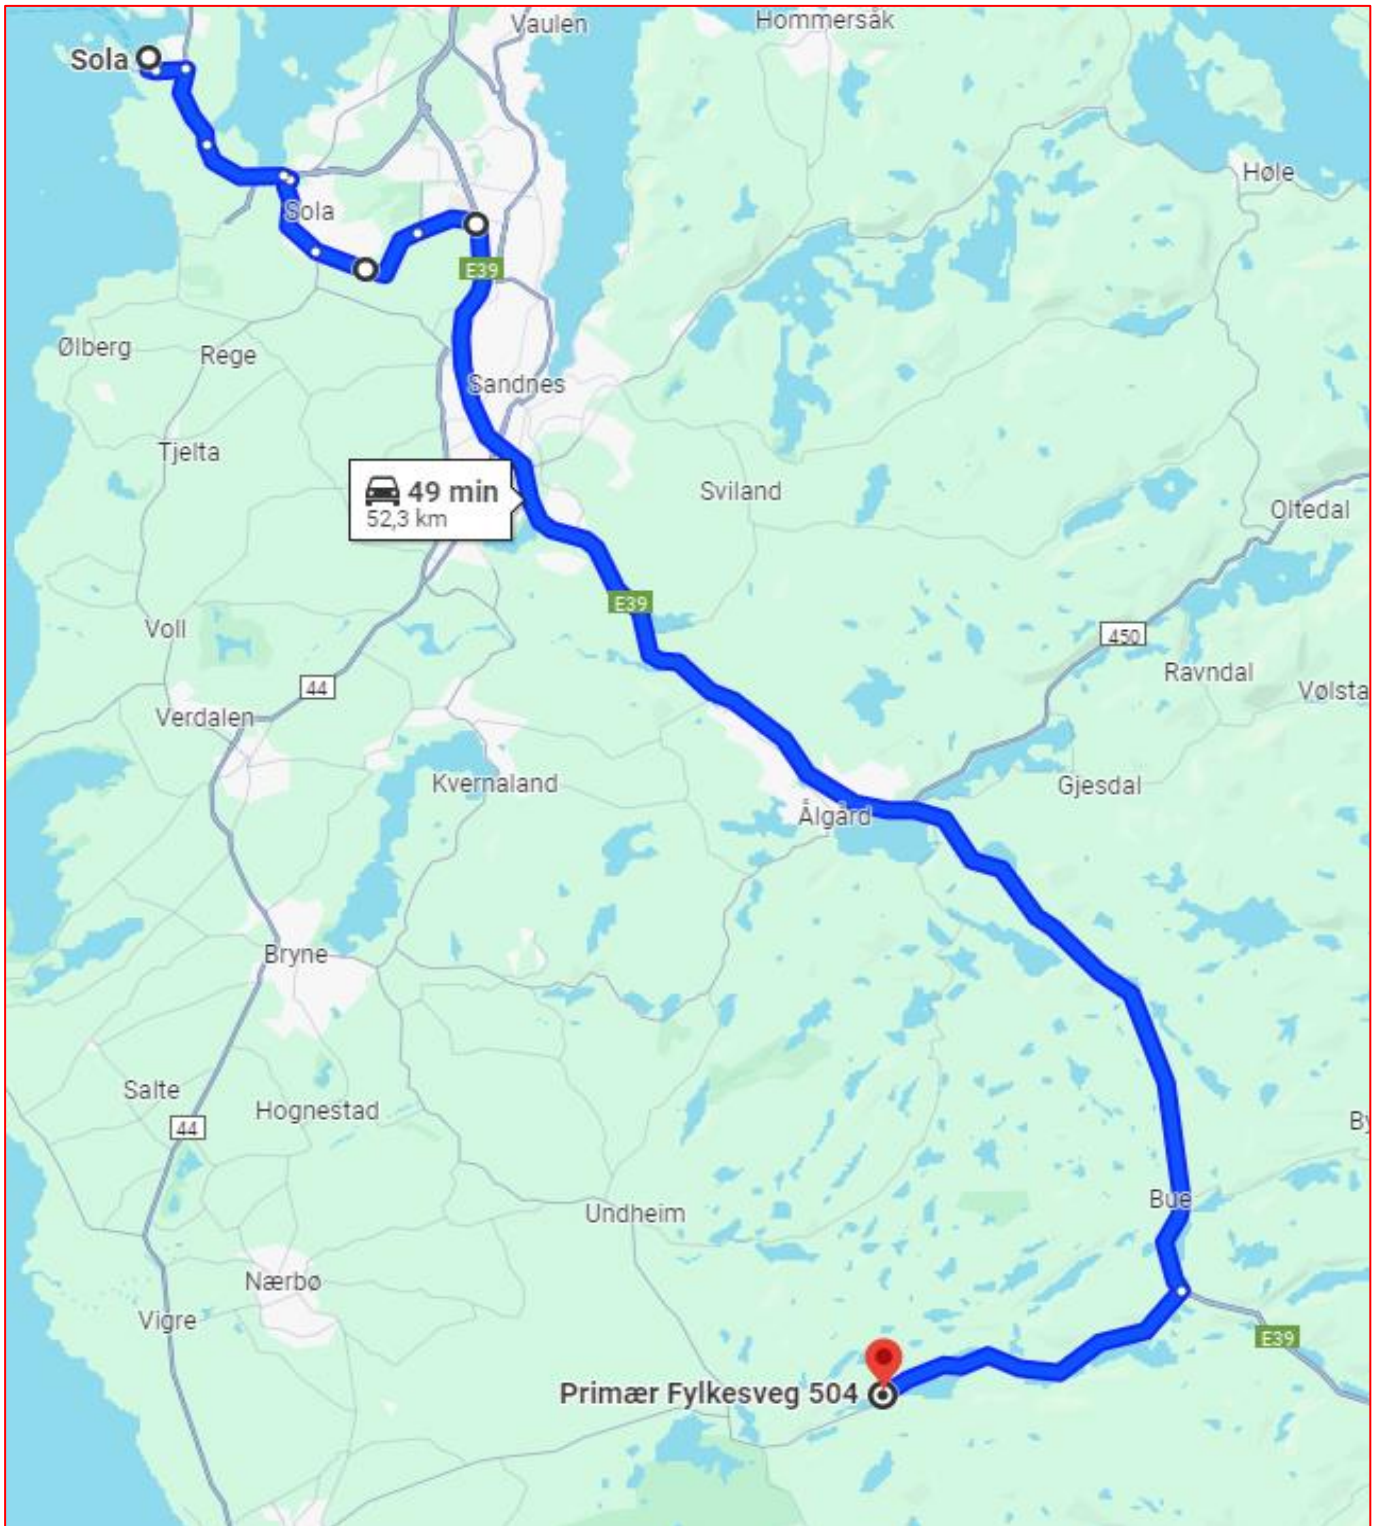 Vaulen
Hommersåk
Sola
Høle
Sola
E39
Ølberg
Rege
Sandnes
Tjelta
49 min
52,3 km
Sviland
Oltedal
E39
Voll
450
Ravndal
44
Vølsta
Verdalen
Kvernaland
Gjesdal
Ålgård
Bryne
Salte
Hognestad
44
By
Bue
Undheim
Nærbø
Vigre
E39
Primær Fylkesveg 504